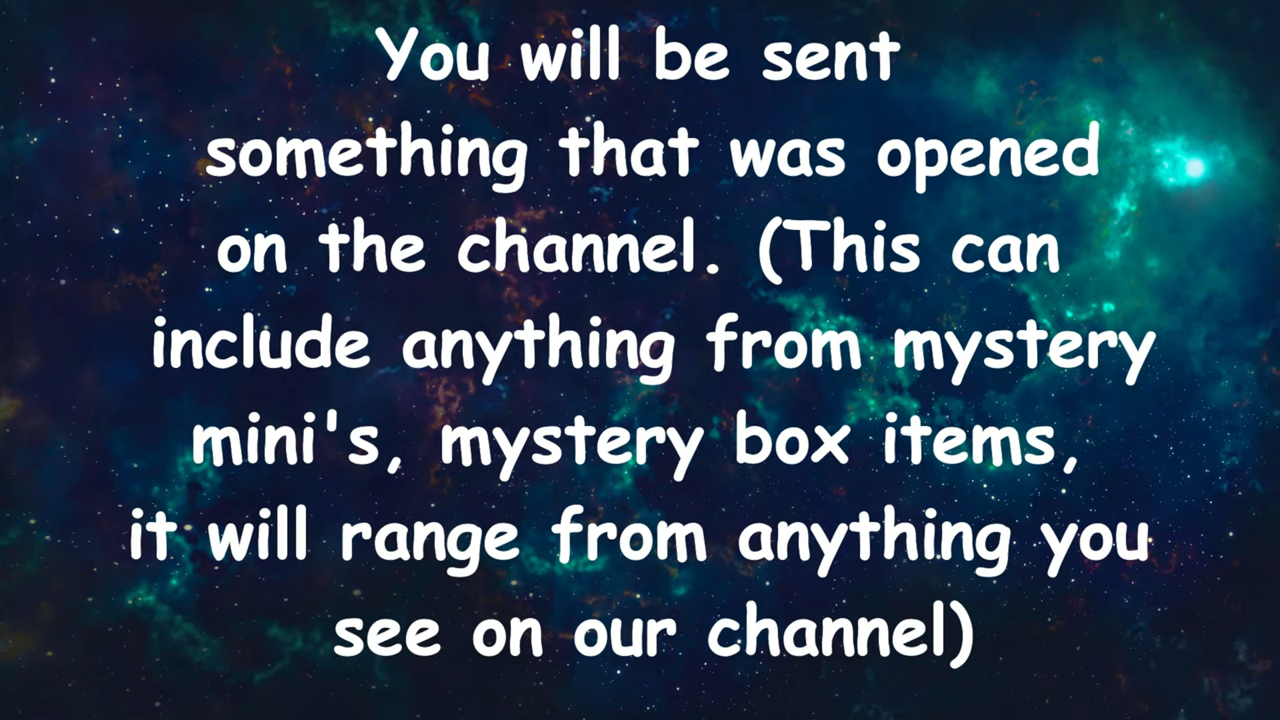 You will be sent
something that was opened
on the channel. (This can
include anything from mystery
mini's, mystery box items,
it will range from anything you
see on our channel)